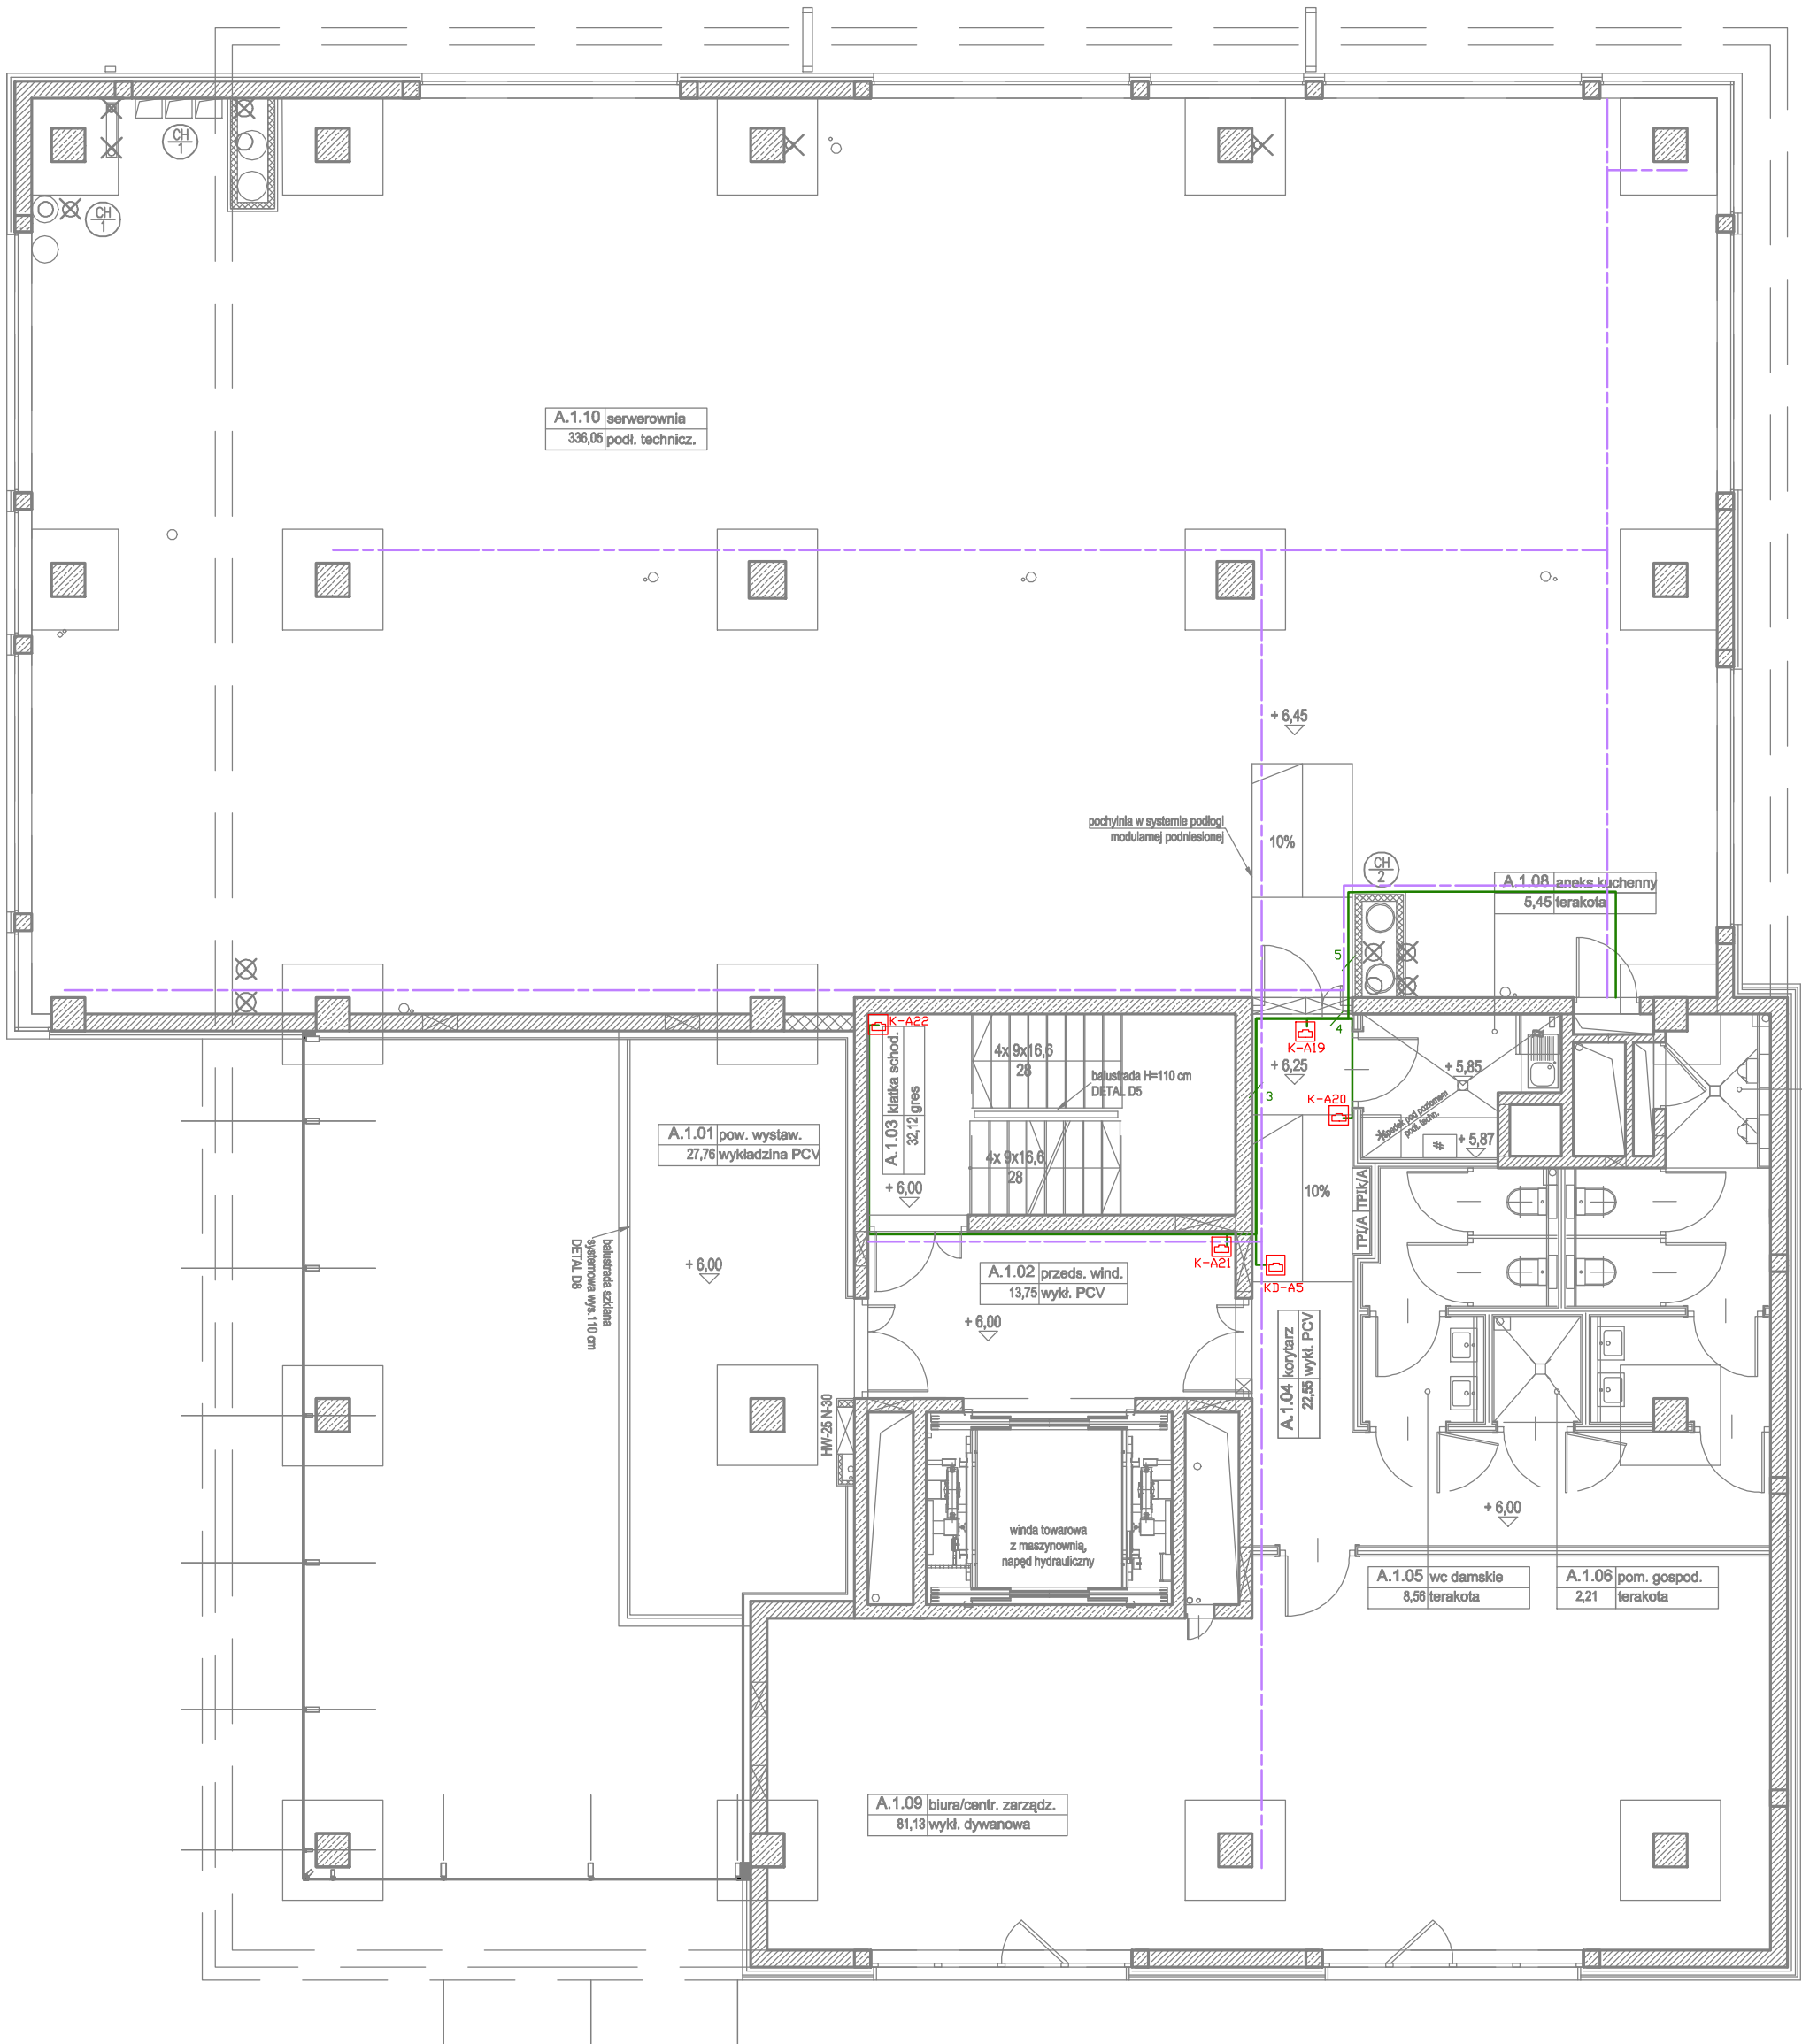 CH
1
CH
1
A.1.10 serwerownia
336,05 podł. technicz.
+ 6,45
pochylnia w systemie podłogi
modularnej podniesionej
10%
CH
2
A.1.08 aneks kuchenny
5,45 terakota
5
K-A22
4
K-A19
+ 6,25
+ 5,85
4x 9x16,6
28
balustrada H=110 cm
DETAL D5
A.1.03 klatka schod.
32,12 gres
3
K-A20
pod poziomem
podł. techn.
+ 5,87
A.1.01 pow. wystaw.
27,76 wykładzina PCV
4x 9x16,6
28
+ 6,00
10%
TPI/A TPIK/A
balustrada szklana
systemowa wys.110 cm
DETAL D8
+ 6,00
K-A21
KD-A5
A.1.02 przeds. wind.
13,75 wykł. PCV
+ 6,00
A.1.04 korytarz
22,55 wykł. PCV
HW-25 N-30
winda towarowa
z maszynownią,
napęd hydrauliczny
+ 6,00
A.1.05 wc damskie
8,56 terakota
A.1.06 pom. gospod.
2,21 terakota
A.1.09 biura/centr. zarządz.
81,13 wykł. dywanowa